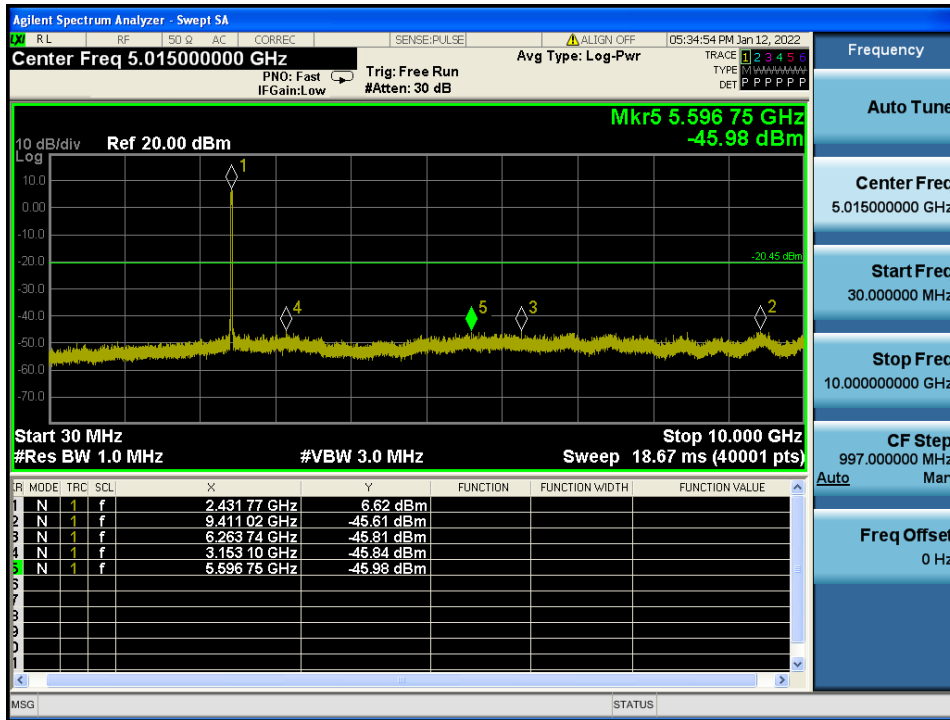 Agilent Spectrum Analyzer - Swept SA
LXI RL RF 50 Ω AC CORREC SENSE:PULSE ALIGN OFF 05:34:54 PM Jan 12, 2022
Center Freq 5.015000000 GHz
PNO: Fast
IFGain:Low
Trig: Free Run
#Atten: 30 dB
Avg Type: Log-Pwr
TRACE 1 2 3 4 5 6
TYPE M
DET P P P P P P
Mkr5 5.596 75 GHz
-45.98 dBm
10 dB/div Ref 20.00 dBm
Log
10.0
0.00
-10.0
-20.0
-30.0
-40.0
-50.0
-60.0
-70.0
1
-20.45 dBm
4
5
3
2
Start 30 MHz
Stop 10.000 GHz
#Res BW 1.0 MHz
#VBW 3.0 MHz
Sweep 18.67 ms (40001 pts)
MODE TRC SCL X Y FUNCTION FUNCTION WIDTH FUNCTION VALUE
1 N 1 f 2.431 77 GHz 6.62 dBm
2 N 1 f 9.411 02 GHz -45.61 dBm
3 N 1 f 6.263 74 GHz -45.81 dBm
4 N 1 f 3.153 10 GHz -45.84 dBm
5 N 1 f 5.596 75 GHz -45.98 dBm
6
7
8
9
0
1
MSG
STATUS
Frequency
Auto Tune
Center Freq
5.015000000 GHz
Start Freq
30.000000 MHz
Stop Freq
10.000000000 GHz
CF Step
997.000000 MHz
Auto Man
Freq Offset
0 Hz